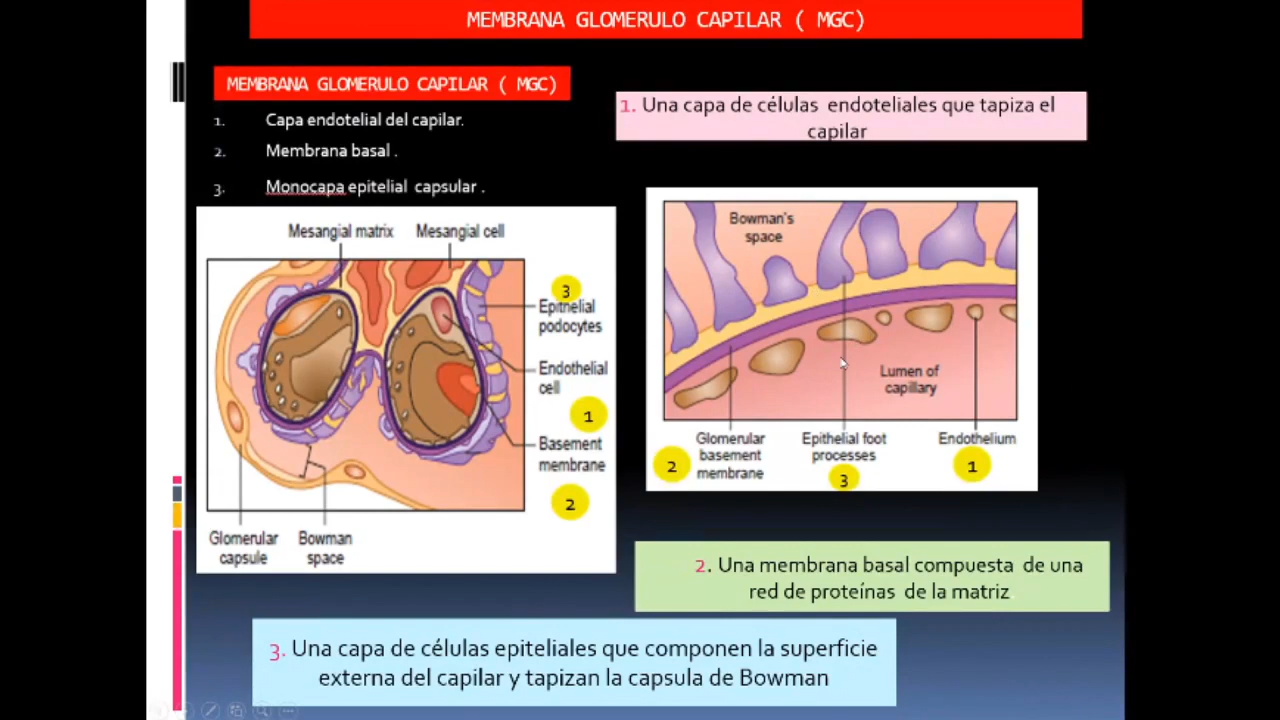 MEMBRANA GLOMERULO CAPILAR ( MGC)
MEMBRANA GLOMERULO CAPILAR ( MGC)
1. Capa endotelial del capilar.
2. Membrana basal .
3. Monocapa epitelial capsular .
1. Una capa de células endoteliales que tapiza el
capilar
Mesangial matrix
Mesangial cell
3
Epithelial
podocytes
Endothelial
cell
1
Basement
membrane
2
Glomerular
capsule
Bowman
space
Bowman's
space
Lumen of
capillary
Glomerular
basement
membrane
2
Epithelial foot
processes
3
Endothelium
1
2. Una membrana basal compuesta de una
red de proteínas de la matriz.
3. Una capa de células epiteliales que componen la superficie
externa del capilar y tapizan la capsula de Bowman